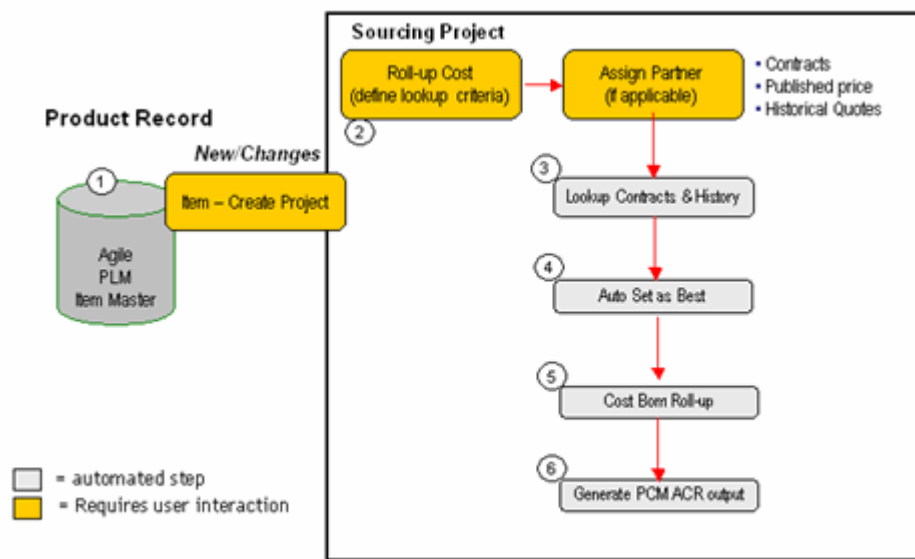 Sourcing Project
Roll-up Cost
(define lookup criteria)
2
Assign Partner
(if applicable)
• Contracts
• Published price
• Historical Quotes
Product Record
New/Changes
1
Item – Create Project
Agile
PLM
Item Master
3
Lookup Contracts & History
4
Auto Set as Best
5
Cost Bom Roll-up
6
Generate PCM ACR output
= automated step
= Requires user interaction